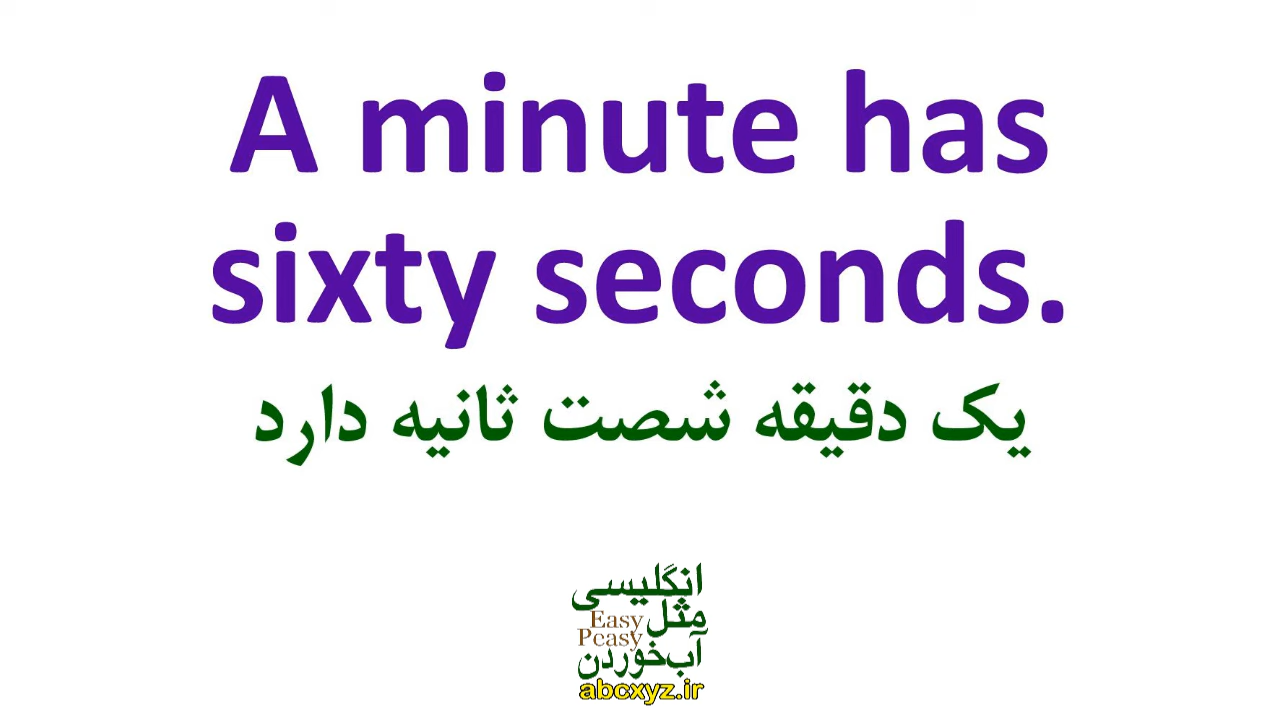 A minute has
sixty seconds.
یک دقیقه شصت ثانیه دارد
انگلیسی
مثل
Easy
Peasy
آب‌خوردن
abcxyz.ir